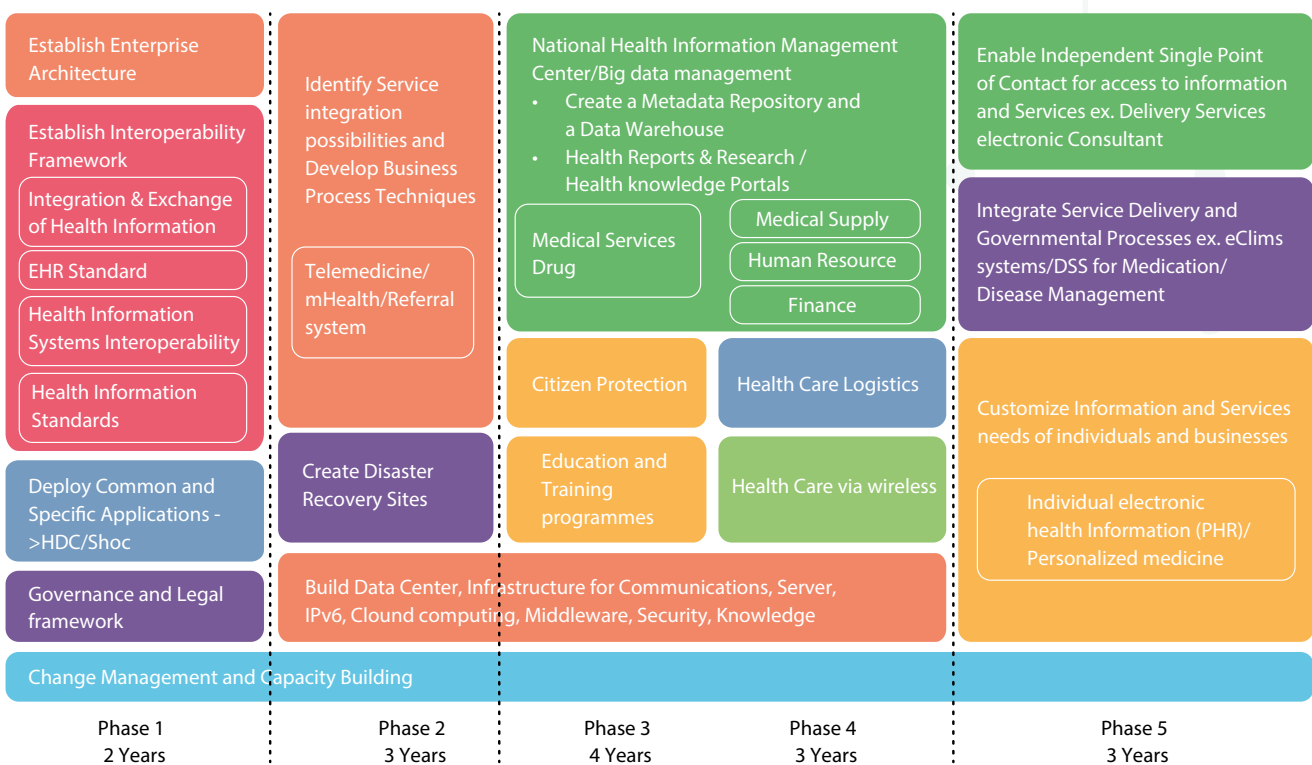 Establish Enterprise
Architecture
Establish Interoperability
Framework
Integration & Exchange
of Health Information
EHR Standard
Health Information
Systems Interoperability
Health Information
Standards
Deploy Common and
Specific Applications -
>HDC/Shoc
Governance and Legal
framework
Identify Service
integration
possibilities and
Develop Business
Process Techniques
Telemedicine/
mHealth/Referral
system
Create Disaster
Recovery Sites
National Health Information Management
Center/Big data management
• Create a Metadata Repository and
a Data Warehouse
• Health Reports & Research /
Health knowledge Portals
Medical Services
Drug
Medical Supply
Human Resource
Finance
Citizen Protection
Health Care Logistics
Education and
Training
programmes
Health Care via wireless
Build Data Center, Infrastructure for Communications, Server,
IPv6, Clound computing, Middleware, Security, Knowledge
Enable Independent Single Point
of Contact for access to information
and Services ex. Delivery Services
electronic Consultant
Integrate Service Delivery and
Governmental Processes ex. eClims
systems/DSS for Medication/
Disease Management
Customize Information and Services
needs of individuals and businesses
Individual electronic
health Information (PHR)/
Personalized medicine
Change Management and Capacity Building
Phase 1
2 Years
Phase 2
3 Years
Phase 3
4 Years
Phase 4
3 Years
Phase 5
3 Years